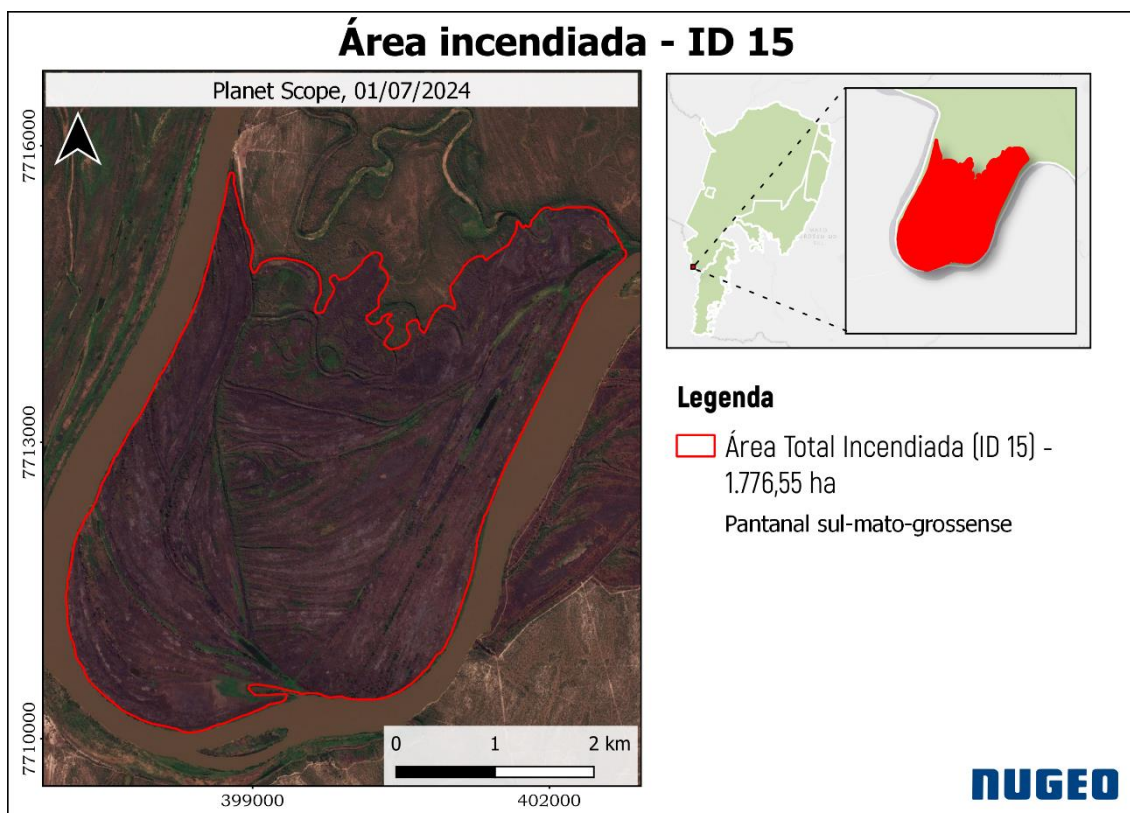 Área incendiada - ID 15
Planet Scope, 01/07/2024
7716000
7713000
7710000
399000
402000
0 1 2 km
Legenda
Área Total Incendiada (ID 15) -
1.776,55 ha
Pantanal sul-mato-grossense
NUGEO